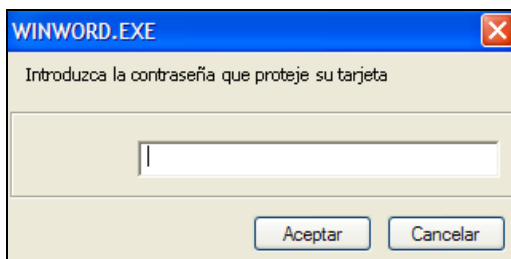 WINWORD.EXE
Introduzca la contraseña que proteje su tarjeta
Aceptar
Cancelar